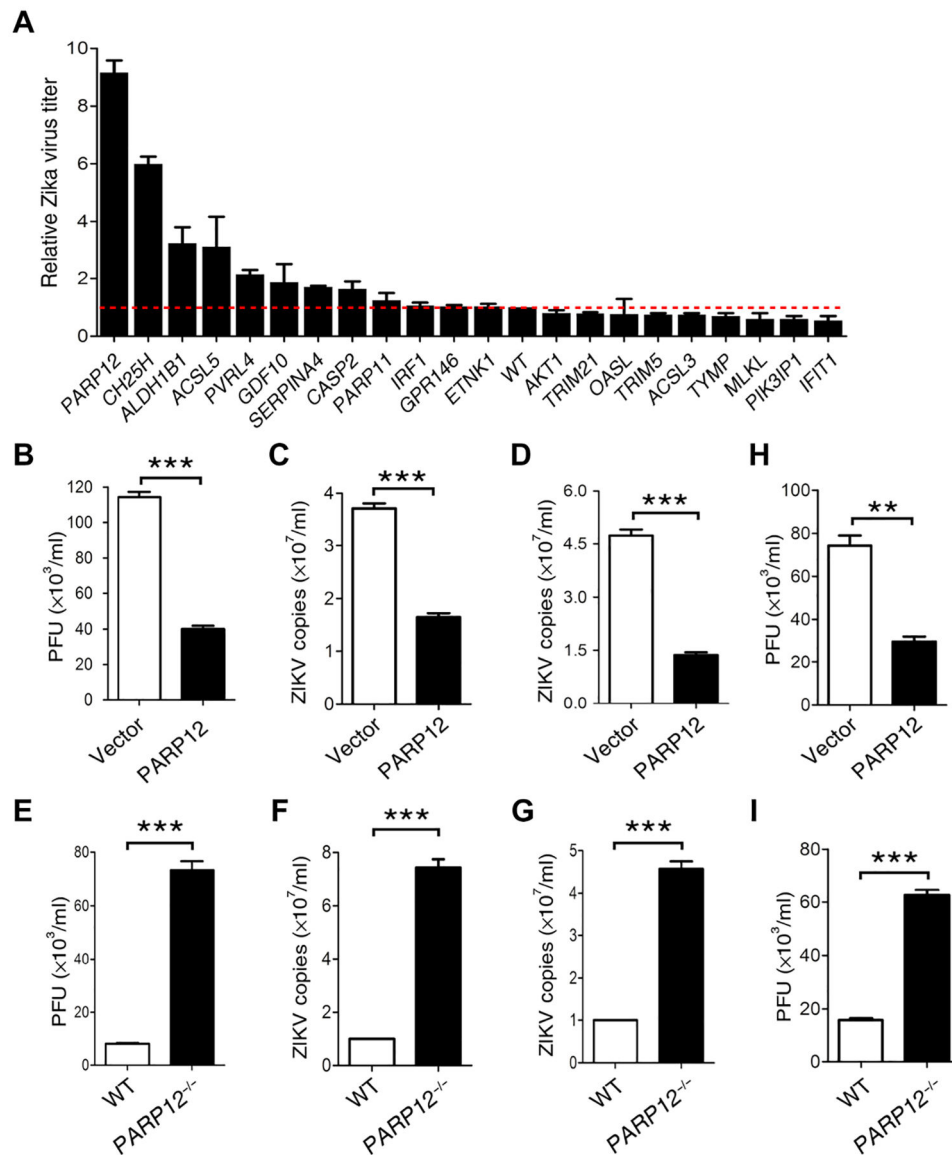 A
Relative Zika virus titer
10
8
6
4
2
0
PARP12
CH25H
ALDH1B1
ACSL5
PVRL4
GDF10
SERPINA4
CASP2
PARP11
IRF1
GPR146
ETNK1
WT
AKT1
TRIM21
OASL
TRIM5
ACSL3
TYMP
MLKL
PIK3IP1
IFIT1
B
***
PFU (×10³/ml)
120
100
80
60
40
20
0
Vector
PARP12
C
***
ZIKV copies (×10⁷/ml)
4
3
2
1
0
Vector
PARP12
D
***
ZIKV copies (×10⁷/ml)
6.0
4.5
3.0
1.5
0.0
Vector
PARP12
H
**
PFU (×10³/ml)
100
80
60
40
20
0
Vector
PARP12
E
***
PFU (×10³/ml)
80
60
40
20
0
WT
PARP12⁻/⁻
F
***
ZIKV copies (×10⁷/ml)
8
6
4
2
0
WT
PARP12⁻/⁻
G
***
ZIKV copies (×10⁷/ml)
5
4
3
2
1
0
WT
PARP12⁻/⁻
I
***
PFU (×10³/ml)
80
60
40
20
0
WT
PARP12⁻/⁻